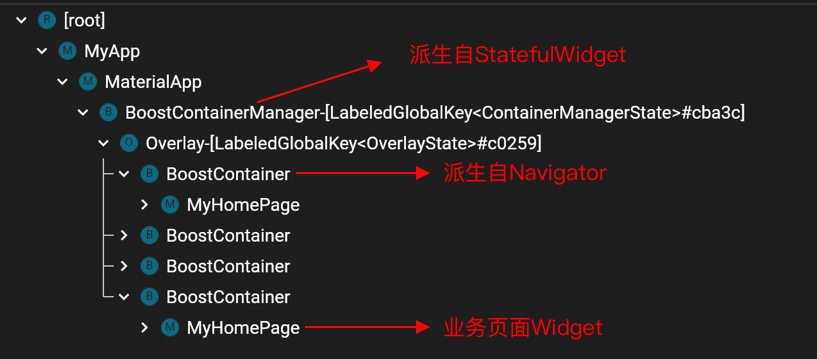 R [root]
M MyApp
派生自StatefulWidget
M MaterialApp
B BoostContainerManager-[LabeledGlobalKey<ContainerManagerState>#cba3c]
O Overlay-[LabeledGlobalKey<OverlayState>#c0259]
B BoostContainer 派生自Navigator
M MyHomePage
B BoostContainer
B BoostContainer
B BoostContainer
M MyHomePage 业务页面Widget